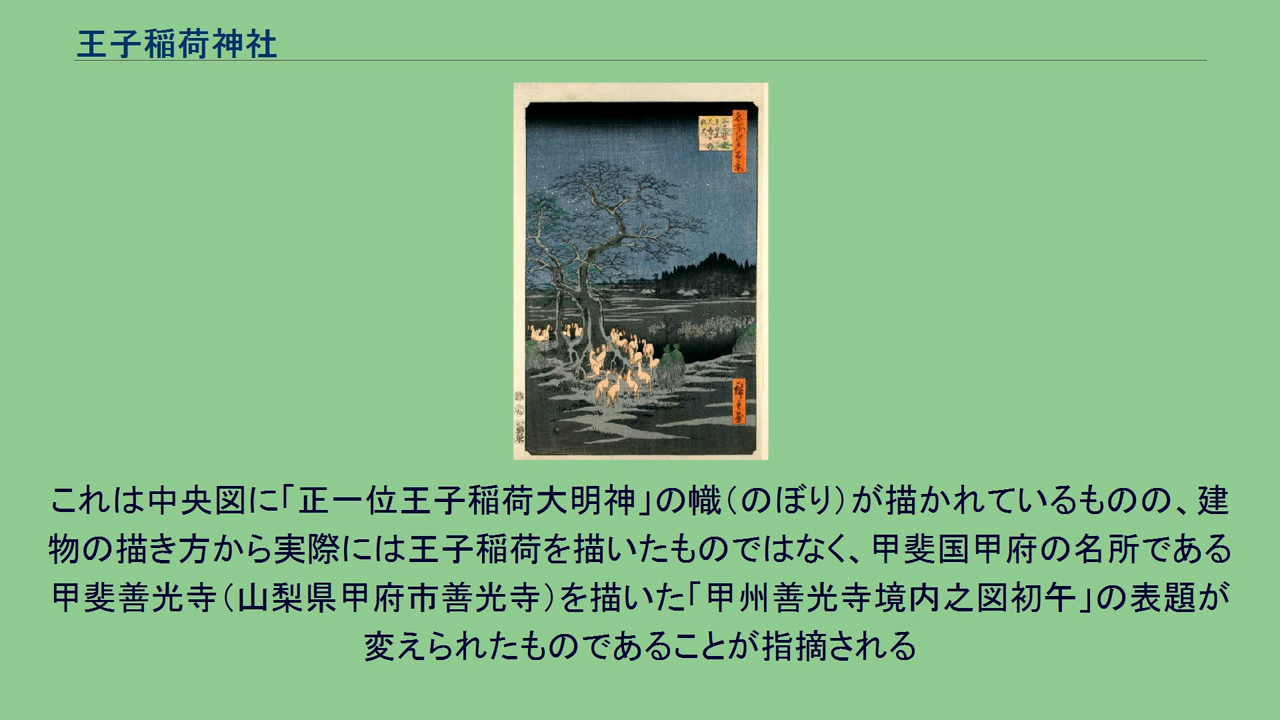 王子稲荷神社
これは中央図に「正一位王子稲荷大明神」の幟（のぼり）が描かれているものの、建
物の描き方から実際には王子稲荷を描いたものではなく、甲斐国甲府の名所である
甲斐善光寺（山梨県甲府市善光寺）を描いた「甲州善光寺境内之図初午」の表題が
変えられたものであることが指摘される